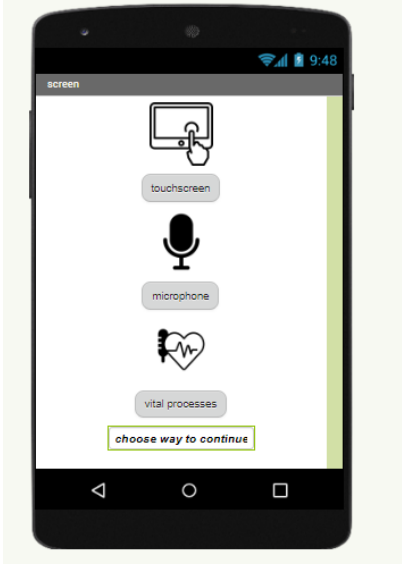 9:48
screen
touchscreen
microphone
vital processes
choose way to continue